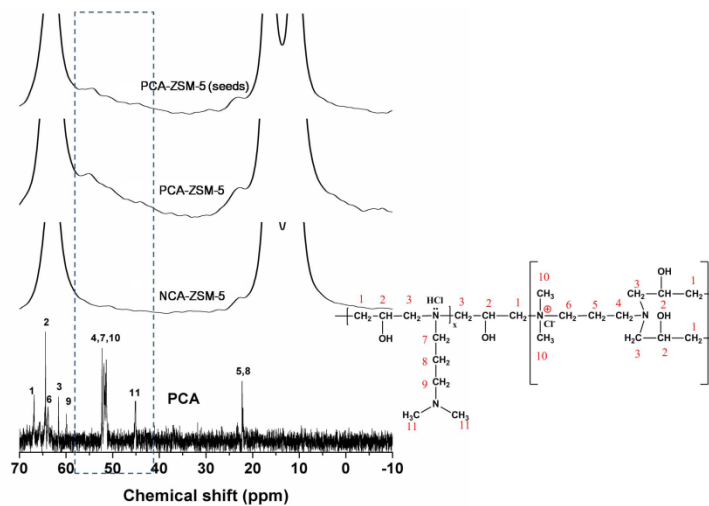 PCA-ZSM-5 (seeds)
PCA-ZSM-5
NCA-ZSM-5
2
4,7,10
1
6
3
9
11
5,8
PCA
70 60 50 40 30 20 10 0 -10
Chemical shift (ppm)
1 2 3 HCl 3 2 1
CH₂ CH CH₂ N CH₂ CH CH₂
OH x OH
7 CH₂
8 CH₂
9 CH₂
N
H₃C CH₃
11 11
10 CH₃
6 5 4
N ⊕ CH₂ CH₂ CH₂ N
Cl⁻
CH₃
10
OH
3 1
CH₂ CH CH₂
2
OH
1
CH₂ CH CH₂
3 2